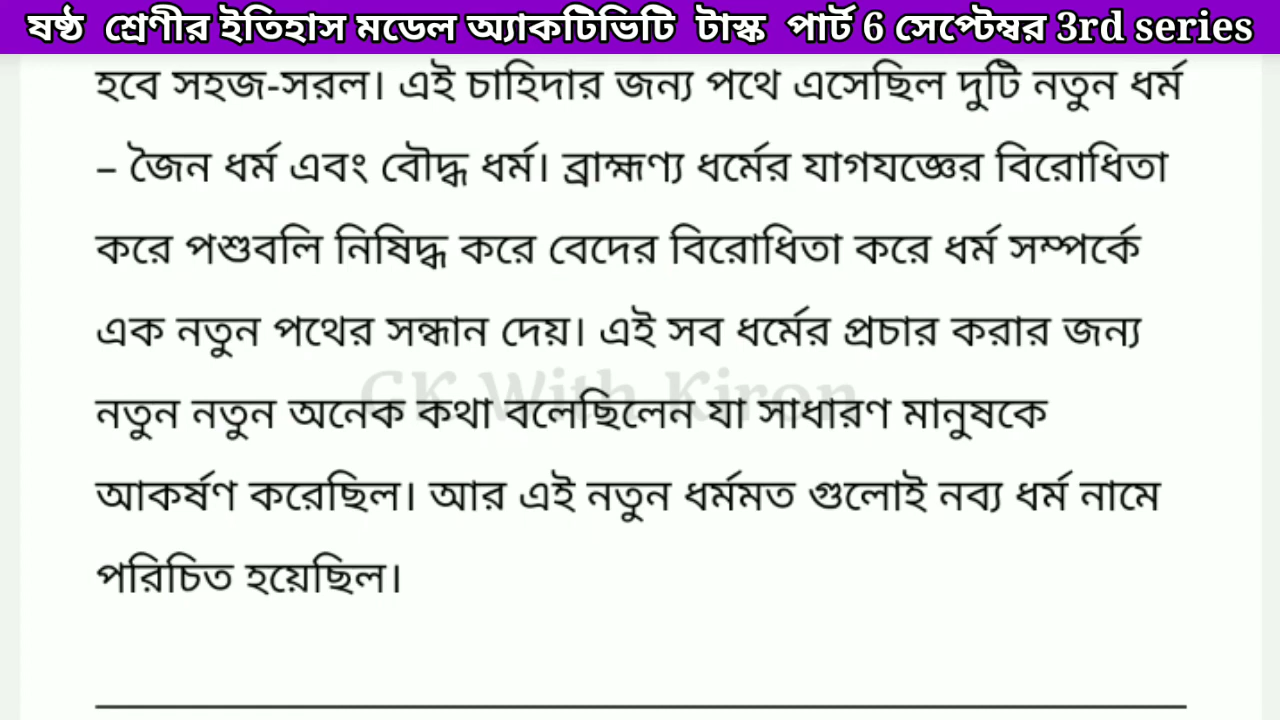 ষষ্ঠ শ্রেণীর ইতিহাস মডেল অ্যাকটিভিটি টাস্ক পার্ট 6 সেপ্টেম্বর 3rd series
হবে সহজ-সরল। এই চাহিদার জন্য পথে এসেছিল দুটি নতুন ধর্ম
– জৈন ধর্ম এবং বৌদ্ধ ধর্ম। ব্রাহ্মণ্য ধর্মের যাগযজ্ঞের বিরোধিতা
করে পশুবলি নিষিদ্ধ করে বেদের বিরোধিতা করে ধর্ম সম্পর্কে
এক নতুন পথের সন্ধান দেয়। এই সব ধর্মের প্রচার করার জন্য
GK With Kiron
নতুন নতুন অনেক কথা বলেছিলেন যা সাধারণ মানুষকে
আকর্ষণ করেছিল। আর এই নতুন ধর্মমত গুলোই নব্য ধর্ম নামে
পরিচিত হয়েছিল।